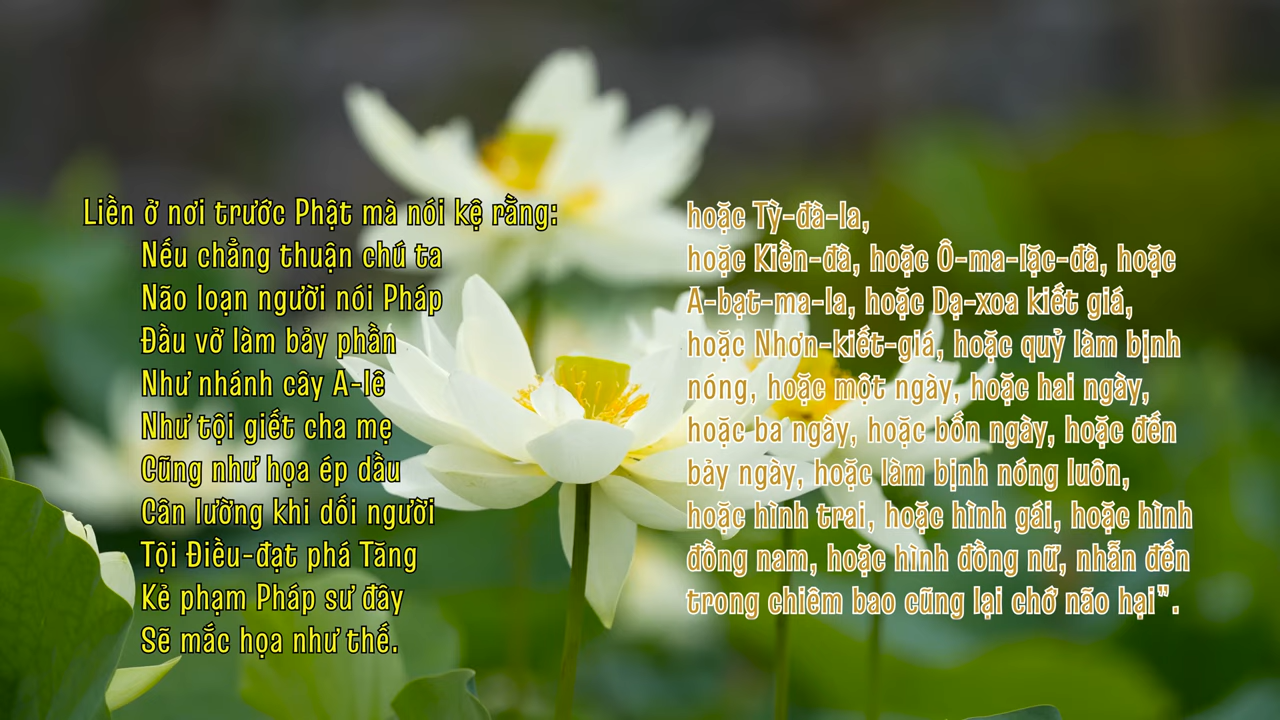 Liền ở nơi trước Phật mà nói kệ rằng:
Nếu chẳng thuận chú ta
Não loạn người nói Pháp
Đầu vở làm bảy phần
Như nhánh cây A-lê
Như tội giết cha mẹ
Cũng như họa ép dầu
Cân lường khi dối người
Tội Điều-đạt phá Tăng
Kẻ phạm Pháp sư đây
Sẽ mắc họa như thế.
hoặc Tỳ-đà-la,
hoặc Kiền-đà, hoặc Ô-ma-lặc-đà, hoặc
A-bạt-ma-la, hoặc Dạ-xoa kiết giá,
hoặc Nhơn-kiết-giá, hoặc quỷ làm bịnh
nóng, hoặc một ngày, hoặc hai ngày,
hoặc ba ngày, hoặc bốn ngày, hoặc đến
bảy ngày, hoặc làm bịnh nóng luôn,
hoặc hình trai, hoặc hình gái, hoặc hình
đồng nam, hoặc hình đồng nữ, nhẫn đến
trong chiêm bao cũng lại chớ não hại".